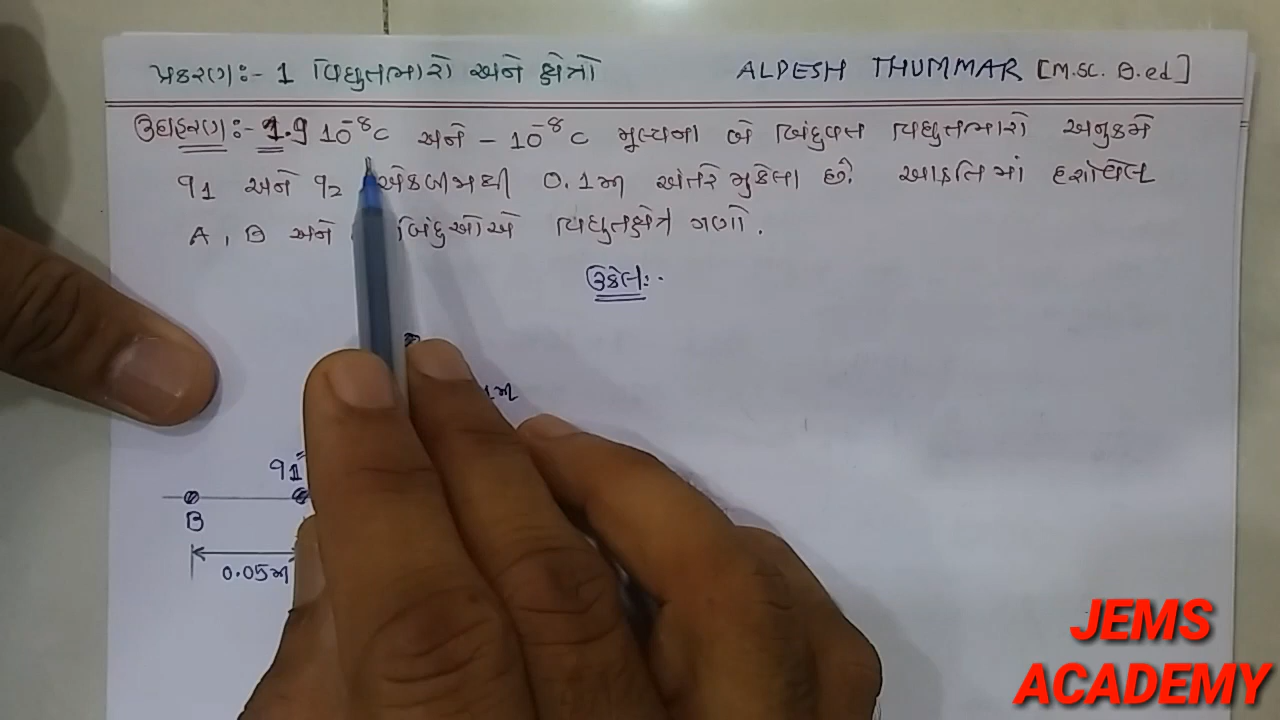 પ્રકરણ:- 1 વિદ્યુતભારો અને ક્ષેત્રો
ALPESH THUMMAR [M.SC. B.ed]
ઉદાહરણ:- 1.9 10⁻⁸C અને - 10⁻⁸ C મૂલ્યના બે બિંદુવત વિદ્યુતભારો અનુક્રમે
q1 અને q2 એકબીજાથી 0.1m અંતરે મુકેલા છે. આકૃતિમાં દર્શાવેલ
A, B અને બિંદુઓએ વિદ્યુતક્ષેત્ર ગણો.
ઉકેલ:-
q1
B
0.05m
JEMS
ACADEMY